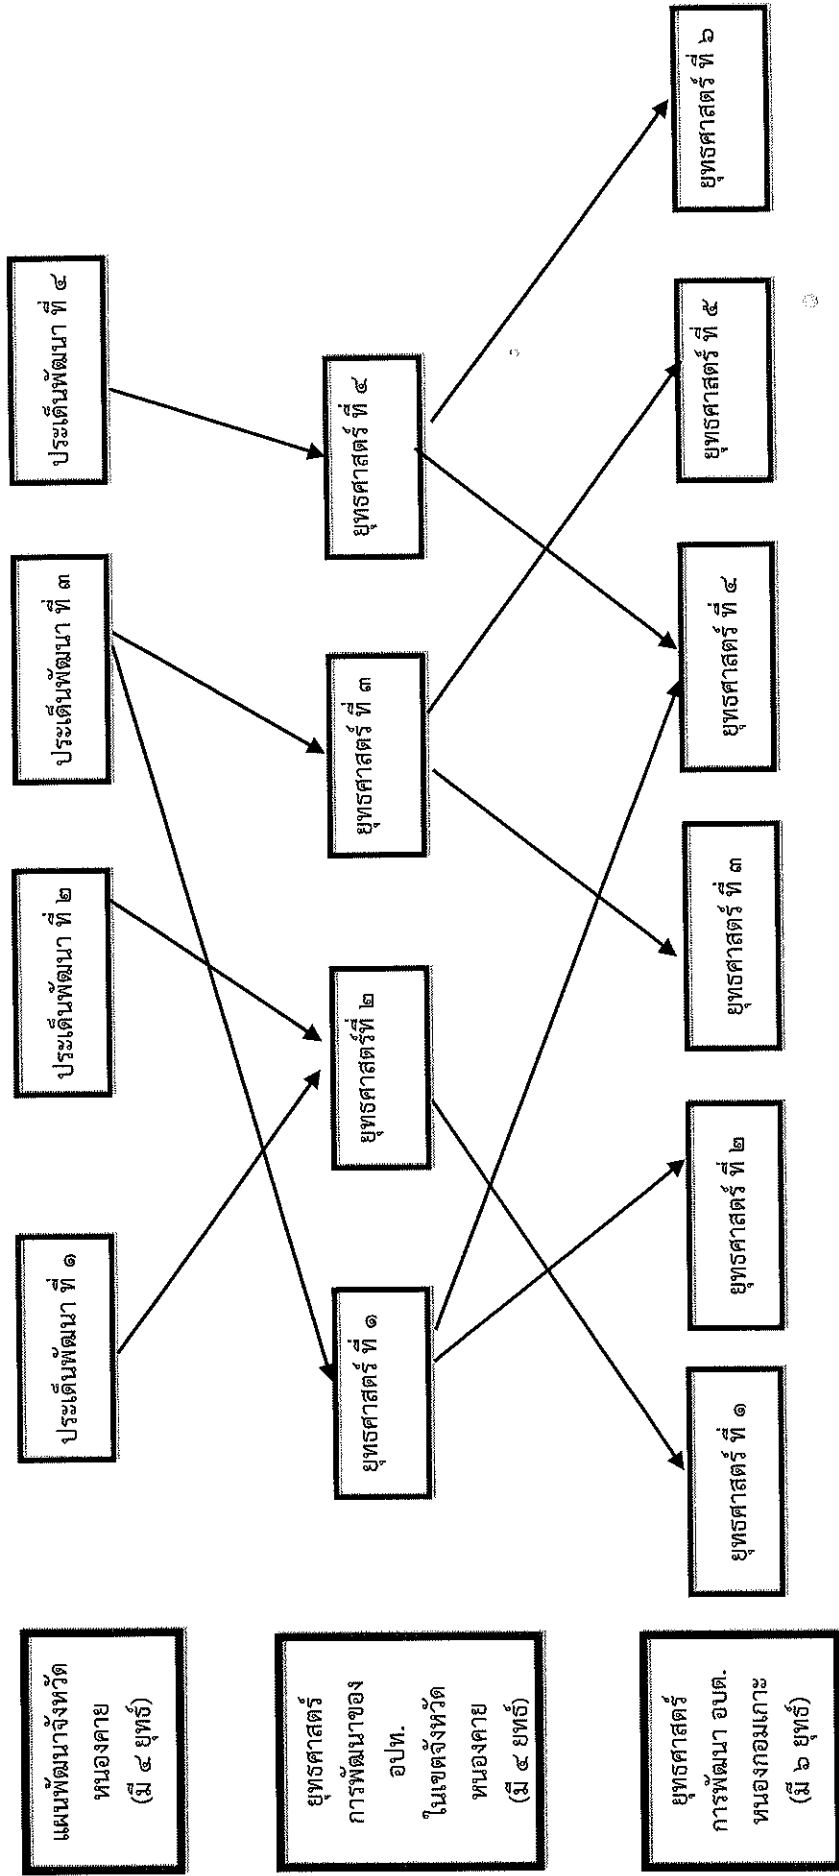 แผนพัฒนาจังหวัด
หนองคาย
(มี ๔ ยุทธ์)
ประเด็นพัฒนา ที่ ๑
ประเด็นพัฒนา ที่ ๒
ประเด็นพัฒนา ที่ ๓
ประเด็นพัฒนา ที่ ๔
ยุทธศาสตร์
การพัฒนาของ
อปท.
ในเขตจังหวัด
หนองคาย
(มี ๔ ยทธ์)
ยุทธศาสตร์ ที่ ๑
ยุทธศาสตร์ที่ ๒
ยุทธศาสตร์ ที่ ๓
ยุทธศาสตร์ ที่ ๔
ยุทธศาสตร์
การพัฒนา อบต.
หนองกอมเกาะ
(มี ๖ ยุทธ์)
ยุทธศาสตร์ ที่ ๑
ยุทธศาสตร์ ที่ ๒
ยุทธศาสตร์ ที่ ๓
ยุทธศาสตร์ ที่ ๔
ยุทธศาสตร์ ที่ ๕
ยุทธศาสตร์ ที่ ๖